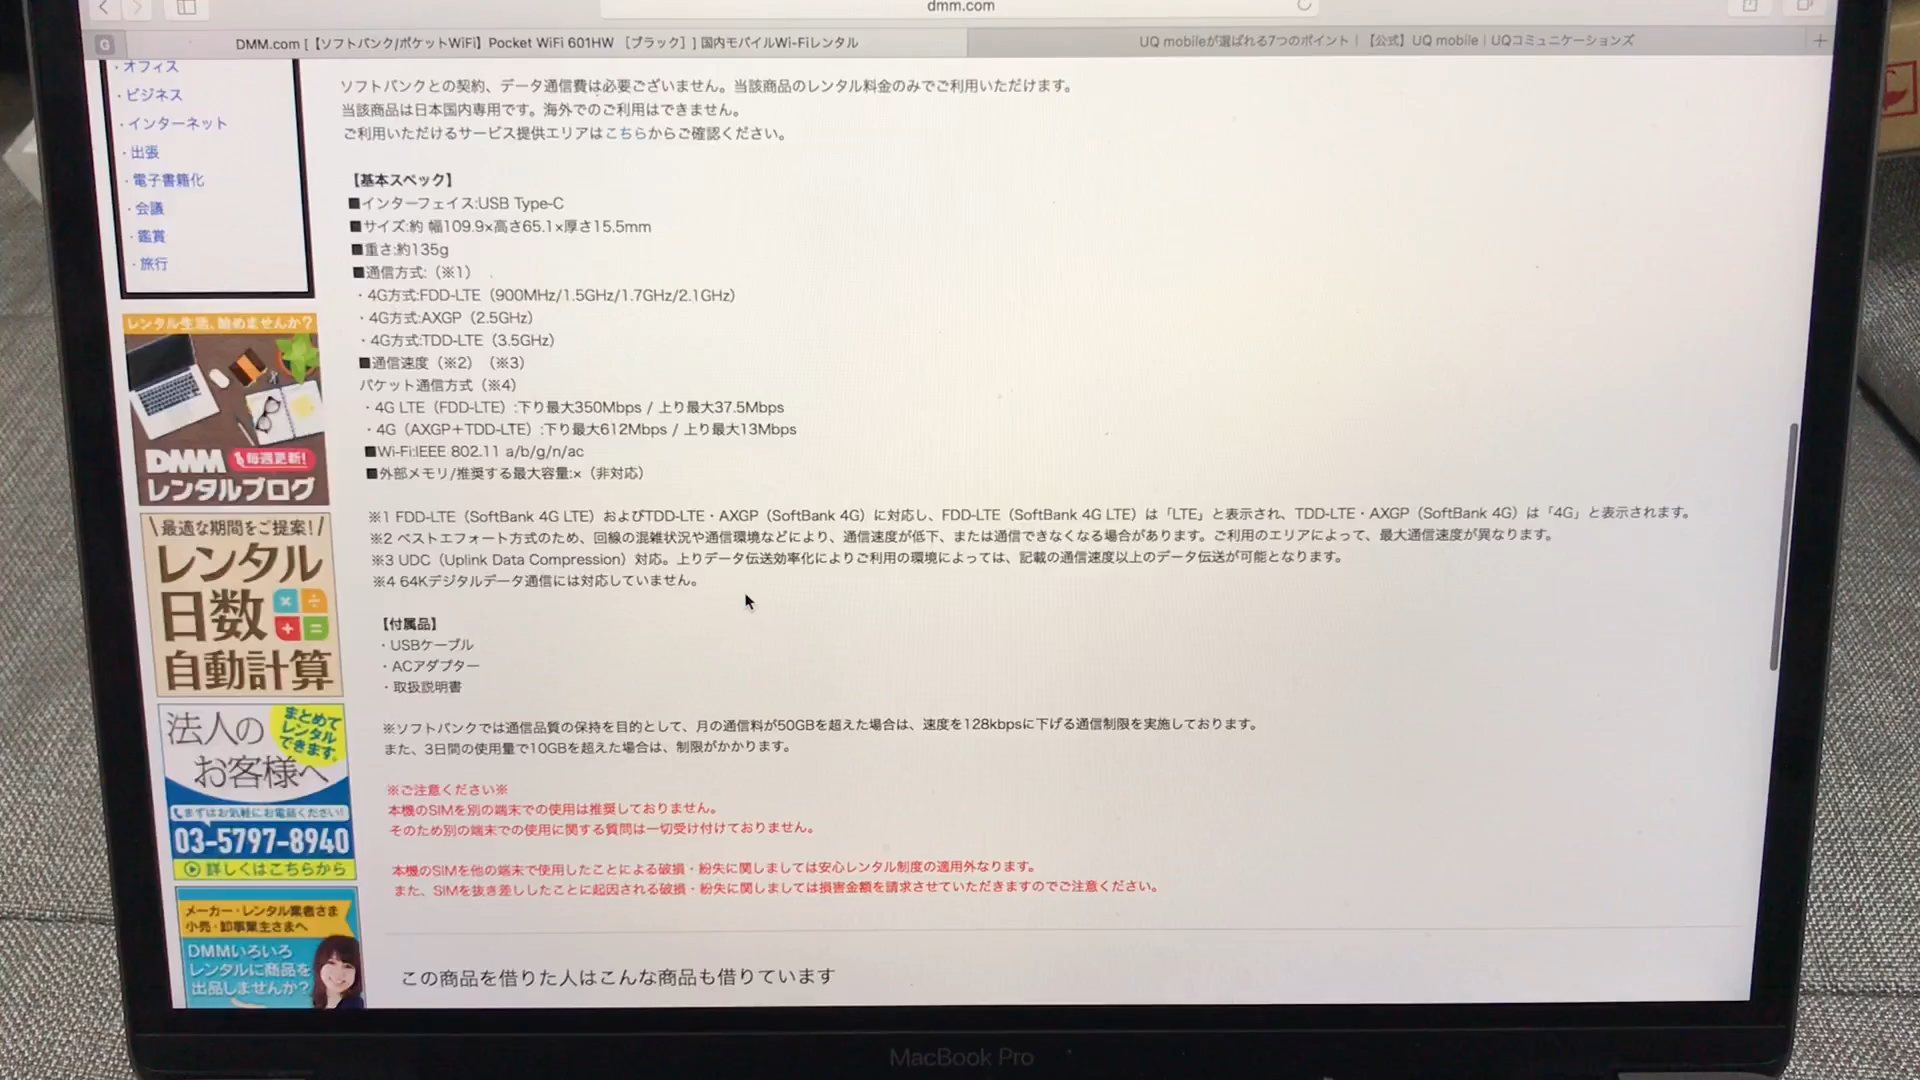 dmm.com
G
DMM.com [【ソフトバンク/ポケットWiFi】Pocket WiFi 601HW ［ブラック］] 国内モバイルWi-Fiレンタル
UQ mobileが選ばれる7つのポイント｜【公式】UQ mobile｜UQコミュニケーションズ
・オフィス
・ビジネス
・インターネット
・出張
・電子書籍化
・会議
・鑑賞
・旅行
レンタル生活、始めませんか？
DMM 毎週更新!
レンタルブログ
最適な期間をご提案！
レンタル
日数
自動計算
法人の
お客様へ
まとめて
レンタル
できます。
まずはお気軽にお電話ください!
03-5797-8940
詳しくはこちらから
メーカー・レンタル業者さま
小売・卸事業主さまへ
DMMいろいろ
レンタルに商品を
出品しませんか？
ソフトバンクとの契約、データ通信費は必要ございません。当該商品のレンタル料金のみでご利用いただけます。
当該商品は日本国内専用です。海外でのご利用はできません。
ご利用いただけるサービス提供エリアはこちらからご確認ください。
【基本スペック】
■インターフェイス:USB Type-C
■サイズ:約 幅109.9×高さ65.1×厚さ15.5mm
■重さ:約135g
■通信方式:（※1）
・4G方式:FDD-LTE（900MHz/1.5GHz/1.7GHz/2.1GHz）
・4G方式:AXGP（2.5GHz）
・4G方式:TDD-LTE（3.5GHz）
■通信速度（※2）（※3）
パケット通信方式（※4）
・4G LTE（FDD-LTE）:下り最大350Mbps / 上り最大37.5Mbps
・4G（AXGP＋TDD-LTE）:下り最大612Mbps / 上り最大13Mbps
■Wi-Fi:IEEE 802.11 a/b/g/n/ac
■外部メモリ/推奨する最大容量:×（非対応）
※1 FDD-LTE（SoftBank 4G LTE）およびTDD-LTE・AXGP（SoftBank 4G）に対応し、FDD-LTE（SoftBank 4G LTE）は「LTE」と表示され、TDD-LTE・AXGP（SoftBank 4G）は「4G」と表示されます。
※2 ベストエフォート方式のため、回線の混雑状況や通信環境などにより、通信速度が低下、または通信できなくなる場合があります。ご利用のエリアによって、最大通信速度が異なります。
※3 UDC（Uplink Data Compression）対応。上りデータ伝送効率化によりご利用の環境によっては、記載の通信速度以上のデータ伝送が可能となります。
※4 64Kデジタルデータ通信には対応していません。
【付属品】
・USBケーブル
・ACアダプター
・取扱説明書
※ソフトバンクでは通信品質の保持を目的として、月の通信料が50GBを超えた場合は、速度を128kbpsに下げる通信制限を実施しております。
また、3日間の使用量で10GBを超えた場合は、制限がかかります。
※ご注意ください※
本機のSIMを別の端末での使用は推奨しておりません。
そのため別の端末での使用に関する質問は一切受け付けておりません。
本機のSIMを他の端末で使用したことによる破損・紛失に関しましては安心レンタル制度の適用外なります。
また、SIMを抜き差ししたことに起因される破損・紛失に関しましては損害金額を請求させていただきますのでご注意ください。
この商品を借りた人はこんな商品も借りています
MacBook Pro